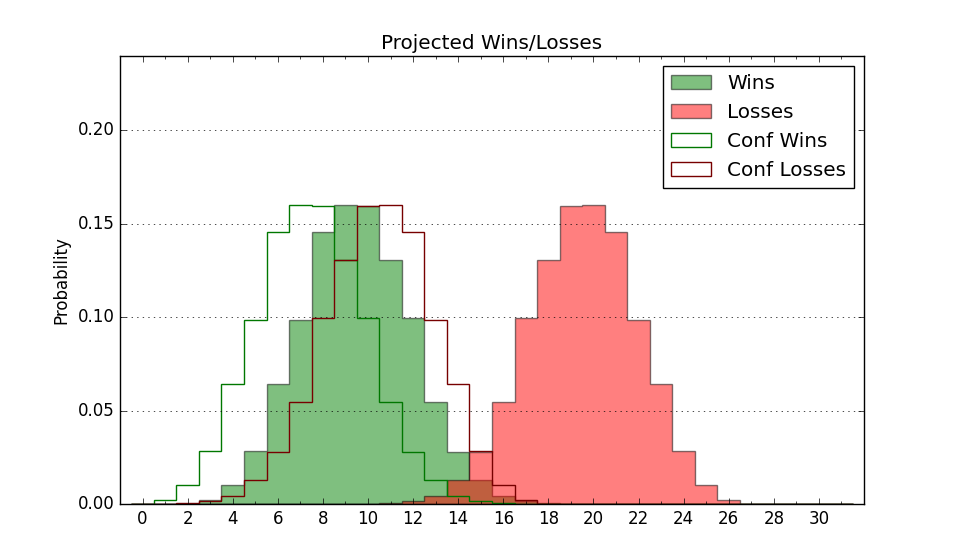 Projected Wins/Losses
Wins
Losses
Conf Wins
Conf Losses
Probability
0.20
0.15
0.10
0.05
0.00
0 2 4 6 8 10 12 14 16 18 20 22 24 26 28 30